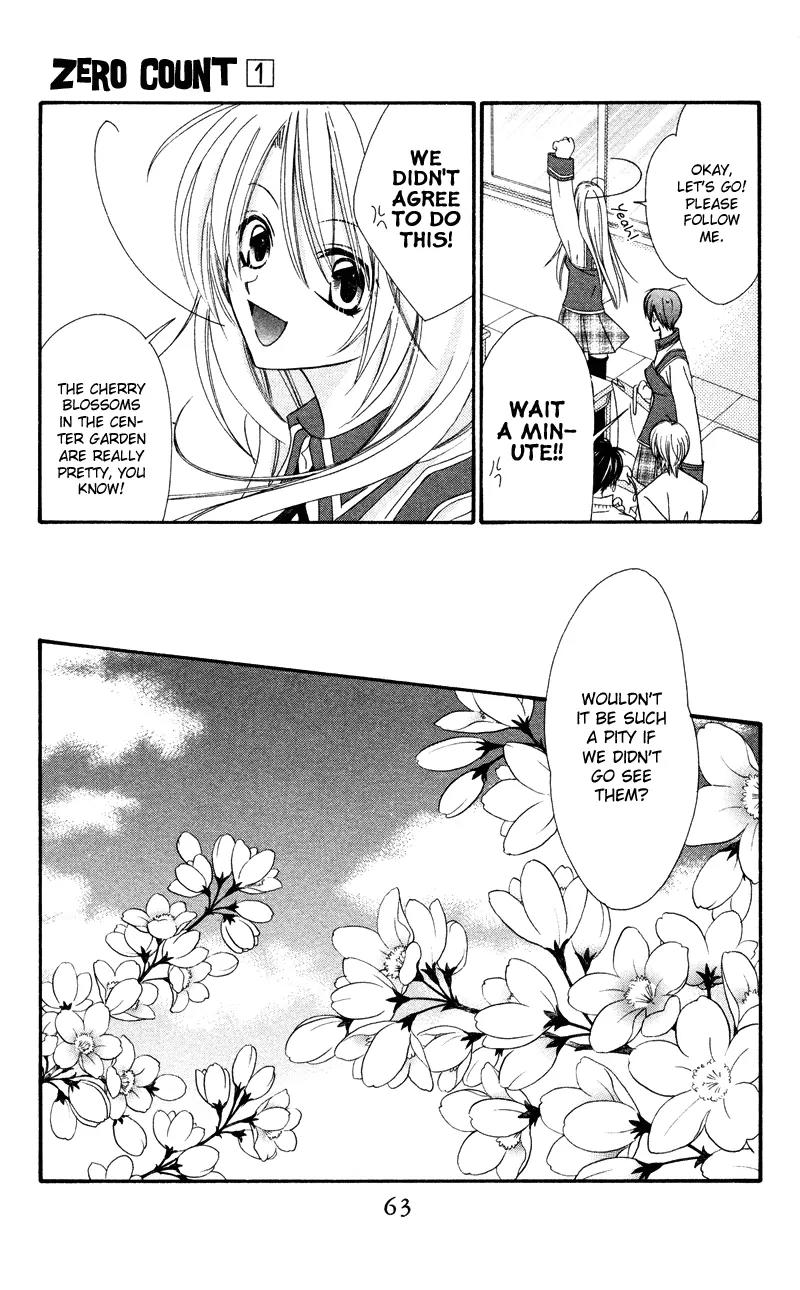 ZERO COUNT 1
OKAY,
LET'S GO!
PLEASE
FOLLOW
ME.
Yeah!
WAIT
A MIN-
UTE!!
WE
DIDN'T
AGREE
TO DO
THIS!
THE CHERRY
BLOSSOMS
IN THE CEN-
TER GARDEN
ARE REALLY
PRETTY, YOU
KNOW!
WOULDN'T
IT BE SUCH
A PITY IF
WE DIDN'T
GO SEE
THEM?
63